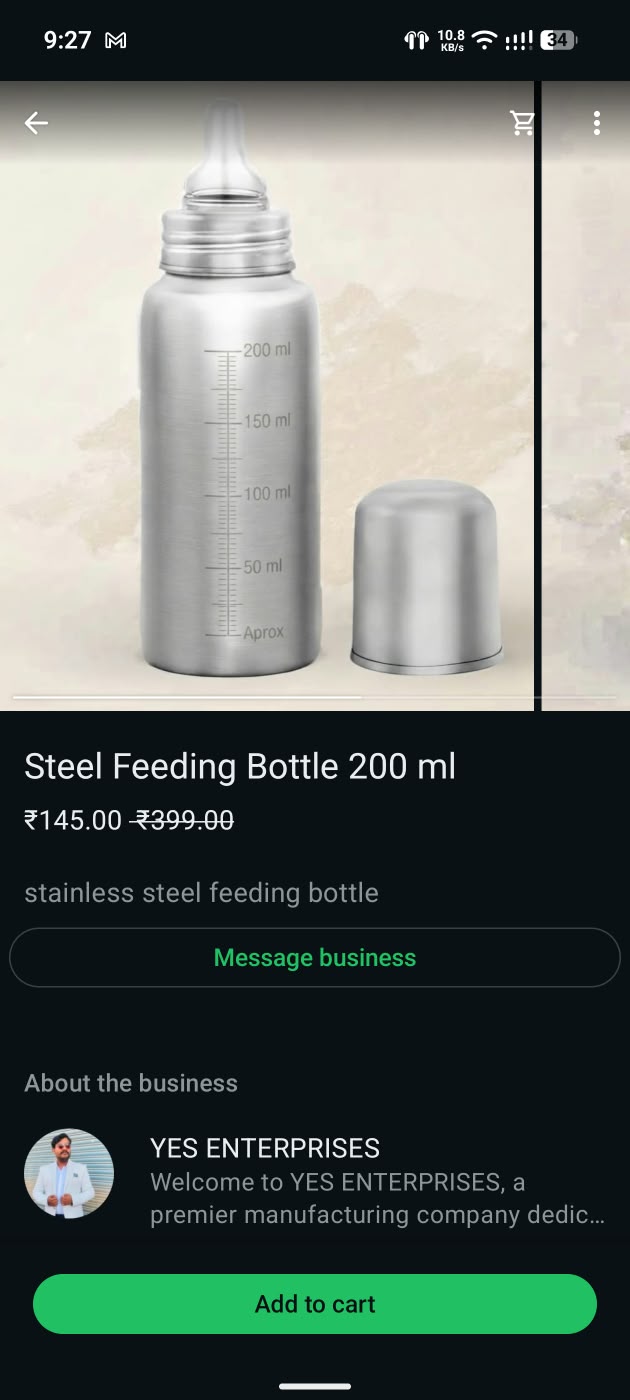 9:27
10.8
KB/s
34
200 ml
150 ml
100 ml
50 ml
Aprox
Steel Feeding Bottle 200 ml
₹145.00 ₹399.00
stainless steel feeding bottle
Message business
About the business
YES ENTERPRISES
Welcome to YES ENTERPRISES, a
premier manufacturing company dedic...
Add to cart